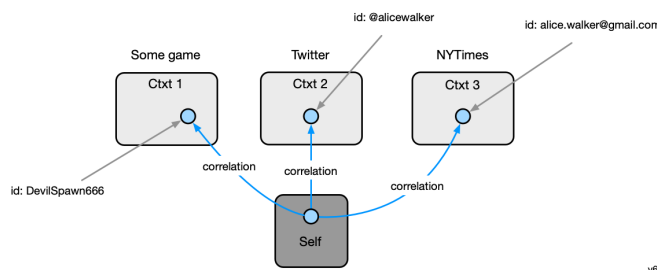 id: @alicewalker
id: alice.walker@gmail.com
Some game
Twitter
NYTimes
Ctxt 1
Ctxt 2
Ctxt 3
correlation
correlation
correlation
id: DevilSpawn666
Self
v6